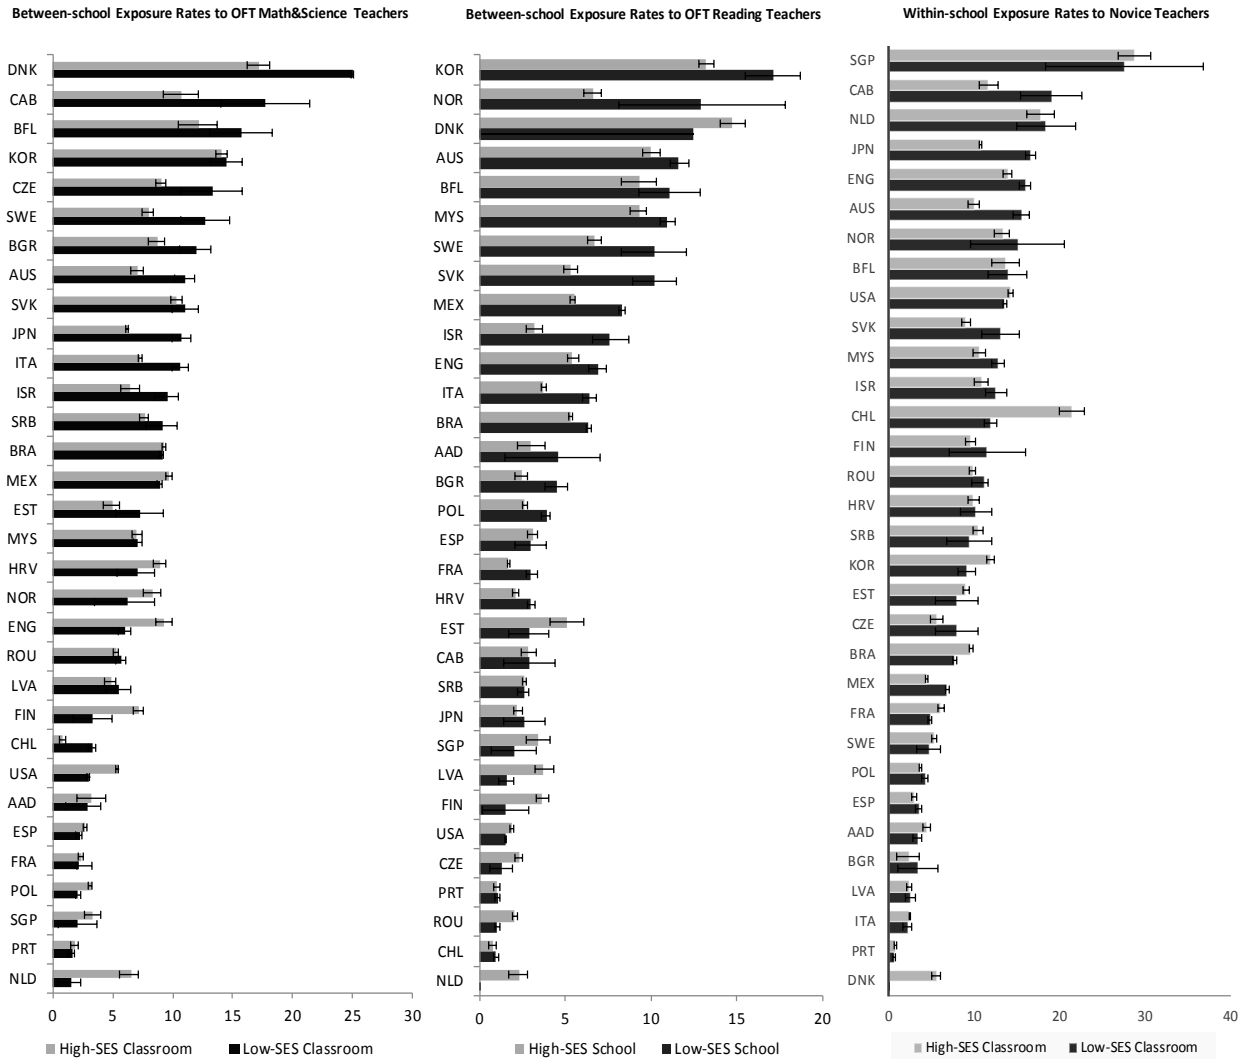 Between-school Exposure Rates to OFT Math&Science Teachers
DNK
CAB
BFL
KOR
CZE
SWE
BGR
AUS
SVK
JPN
ITA
ISR
SRB
BRA
MEX
EST
MYS
HRV
NOR
ENG
ROU
LVA
FIN
CHL
USA
AAD
ESP
FRA
POL
SGP
PRT
NLD
0 5 10 15 20 25 30
High-SES Classroom Low-SES Classroom
Between-school Exposure Rates to OFT Reading Teachers
KOR
NOR
DNK
AUS
BFL
MYS
SWE
SVK
MEX
ISR
ENG
ITA
BRA
AAD
BGR
POL
ESP
FRA
HRV
EST
CAB
SRB
JPN
SGP
LVA
FIN
USA
CZE
PRT
ROU
CHL
NLD
0 5 10 15 20
High-SES School Low-SES School
Within-school Exposure Rates to Novice Teachers
SGP
CAB
NLD
JPN
ENG
AUS
NOR
BFL
USA
SVK
MYS
ISR
CHL
FIN
ROU
HRV
SRB
KOR
EST
CZE
BRA
MEX
FRA
SWE
POL
ESP
AAD
BGR
LVA
ITA
PRT
DNK
0 10 20 30 40
High-SES Classroom Low-SES Classroom